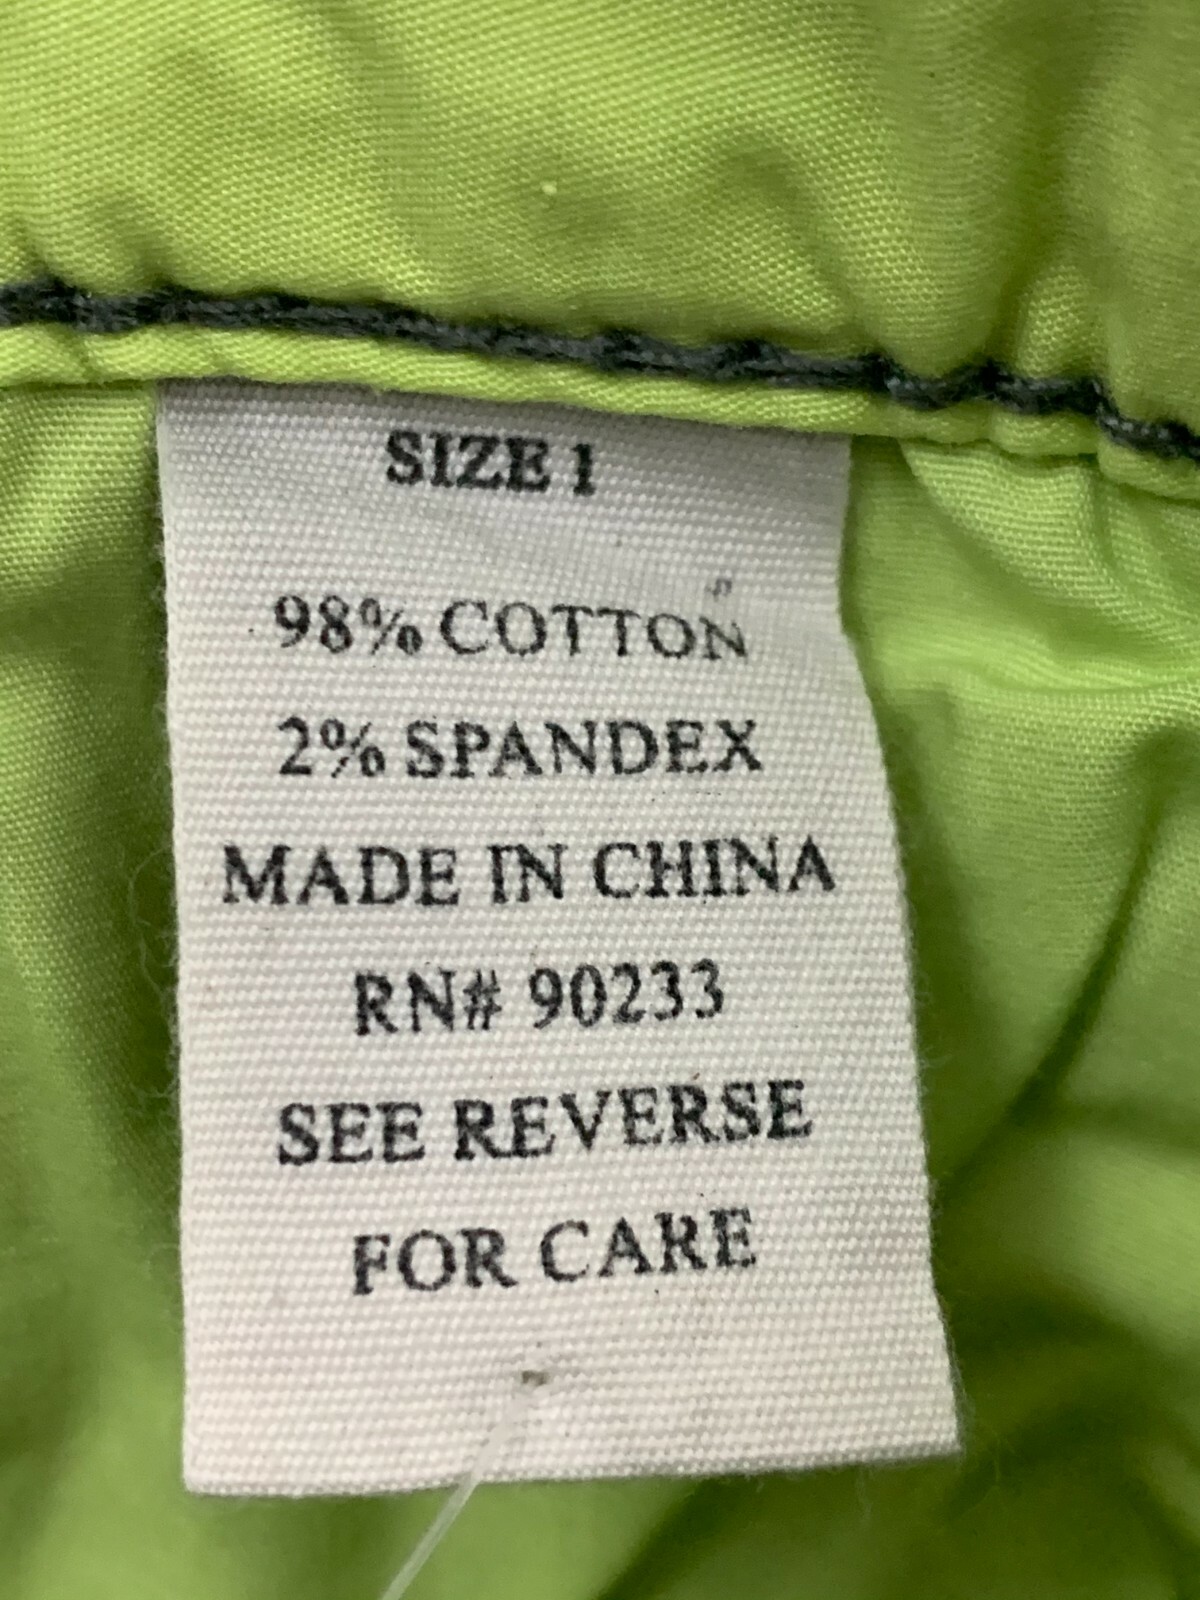 SIZE 1
98% COTTON
2% SPANDEX
MADE IN CHINA
RN# 90233
SEE REVERSE
FOR CARE